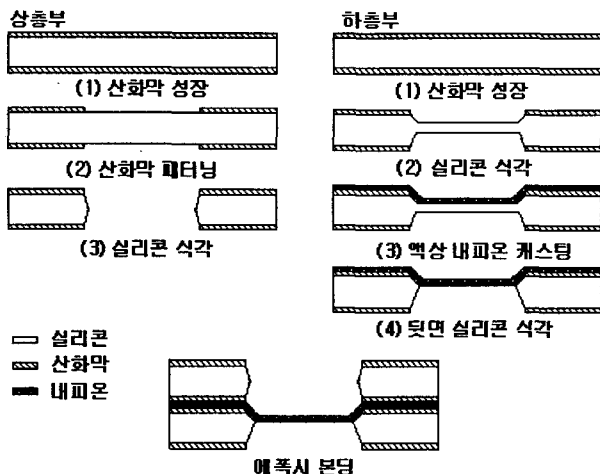 상층부
(1) 산화막 성장
(2) 산화막 패터닝
(3) 실리콘 식각
하층부
(1) 산화막 성장
(2) 실리콘 식각
(3) 액상 내피온 캐스팅
(4) 뒷면 실리콘 식각
실리콘
산화막
내피온
에폭시 본딩